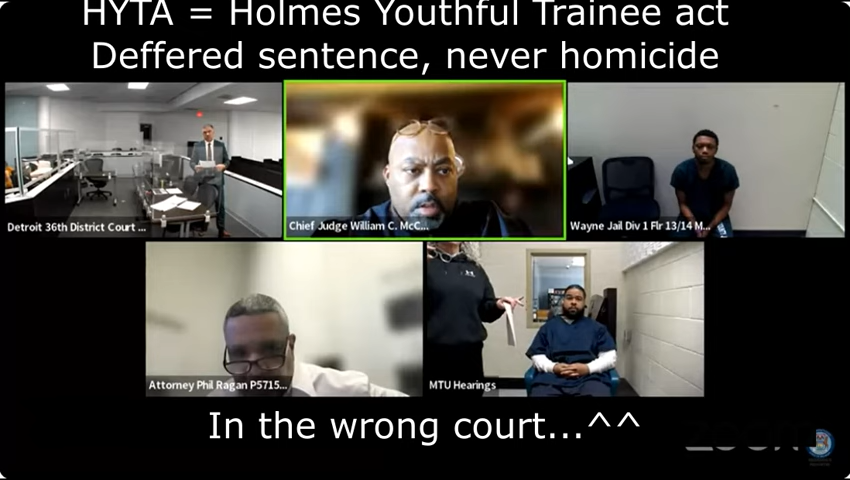 HYTA = Holmes Youthful Trainee act
Deffered sentence, never homicide
Detroit 36th District Court ...
Chief Judge William C. McC...
Wayne Jail Div 1 Flr 13/14 M...
Attorney Phil Ragan P5715...
MTU Hearings
In the wrong court...^^
zoom